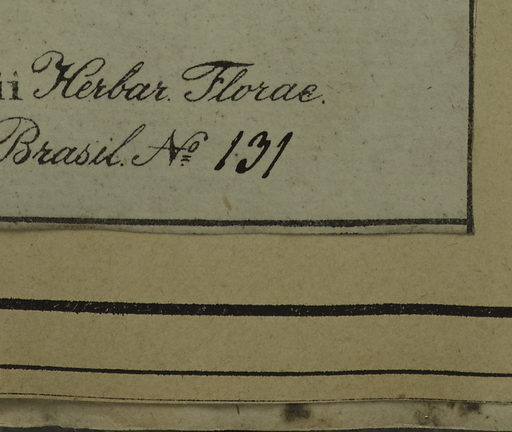 ii Herbar. Florae.
Brasil. No 131